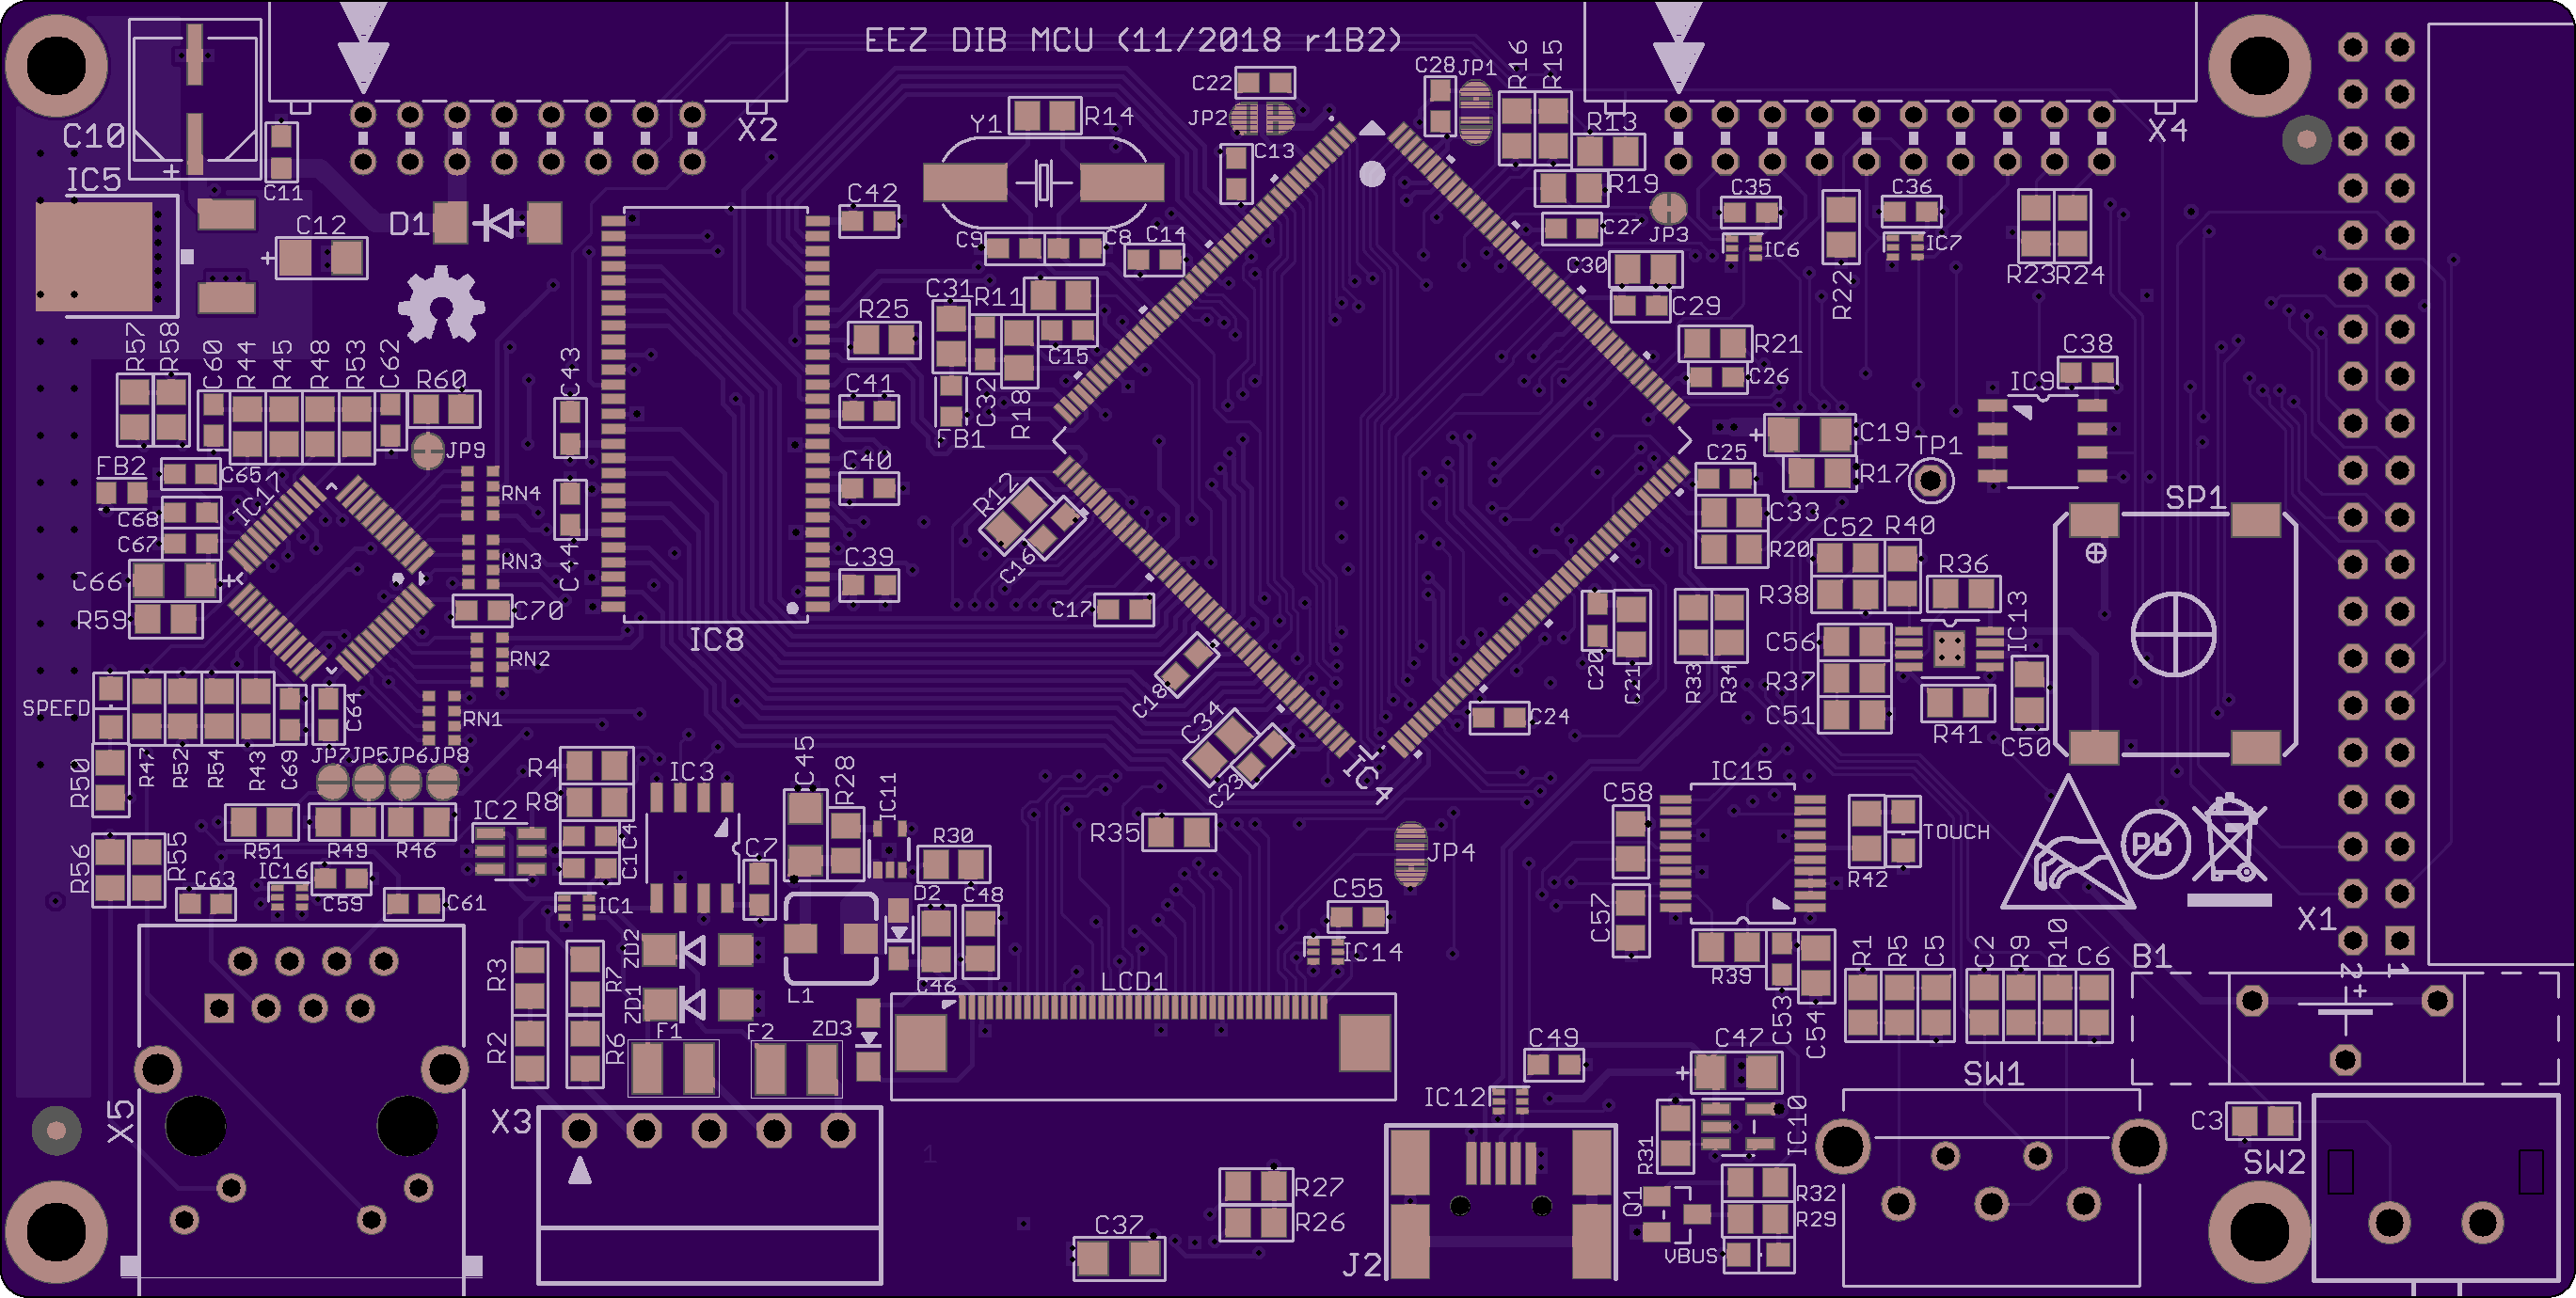 EEZ DIB MCU (11/2018 r1B2)
C10
X2
C11
IC5
C12
D1
C22
JP2
C28
JP1
R16
R15
R13
X4
Y1
R14
C13
R19
C27
JP3
C35
IC6
R22
C36
IC7
R23
R24
C42
C9
C8
C14
C30
C29
R57
R58
C60
R44
R45
R48
R53
C62
R60
C43
R25
C31
R11
C15
C32
R18
FB1
R21
C26
C38
IC9
C41
JP9
FB2
C65
IC17
RN4
C68
C67
RN3
C66
R59
C70
RN2
C44
C40
C39
IC8
R12
C16
C17
C18
C34
C23
IC4
C19
R17
TP1
C25
C33
R20
C52
R40
SP1
R38
R36
IC13
C56
R37
C51
R41
C50
C20
C21
R33
R34
C24
SPEED
R47
R52
R54
R43
C69
C64
RN1
R50
JP7
JP5
JP6
JP8
R51
R49
R46
IC2
R4
R8
C4
C1
IC3
C7
C45
R28
IC11
R30
R35
JP4
IC15
C58
C57
R42
TOUCH
Pb
R56
R55
IC16
C63
C59
C61
IC1
D2
C48
C46
C55
IC14
R39
C53
C54
R1
R5
C5
C2
R9
R10
C6
X1
2
1
B1
+
R3
R7
R2
R6
ZD2
ZD1
F1
F2
ZD3
L1
LCD1
C49
C47
IC12
IC10
R31
SW1
C3
SW2
X5
X3
1
R27
R26
C37
J2
Q1
R32
R29
VBUS